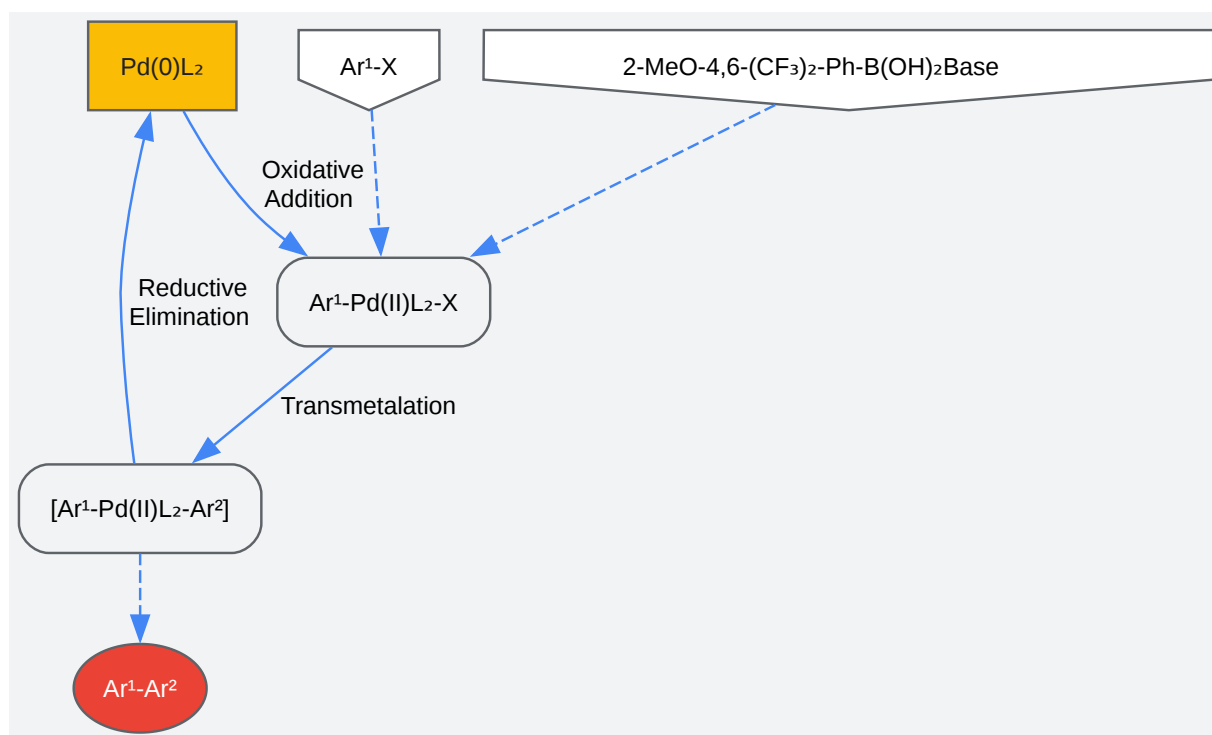 Pd(0)L₂
Ar¹-X
2-MeO-4,6-(CF₃)₂-Ph-B(OH)₂Base
Oxidative
Addition
Reductive
Elimination
Ar¹-Pd(II)L₂-X
Transmetalation
[Ar¹-Pd(II)L₂-Ar²]
Ar¹-Ar²